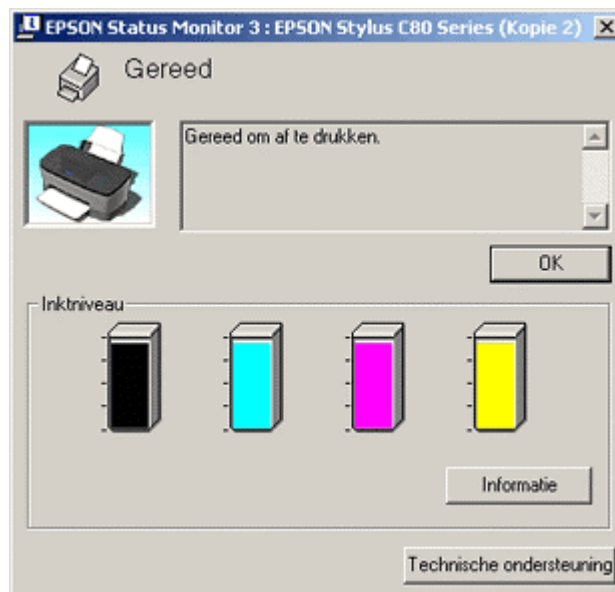 EPSON Status Monitor 3 : EPSON Stylus C80 Series (Kopie 2)
Gereed
Gereed om af te drukken.
OK
Inktniveau
Informatie
Technische ondersteuning